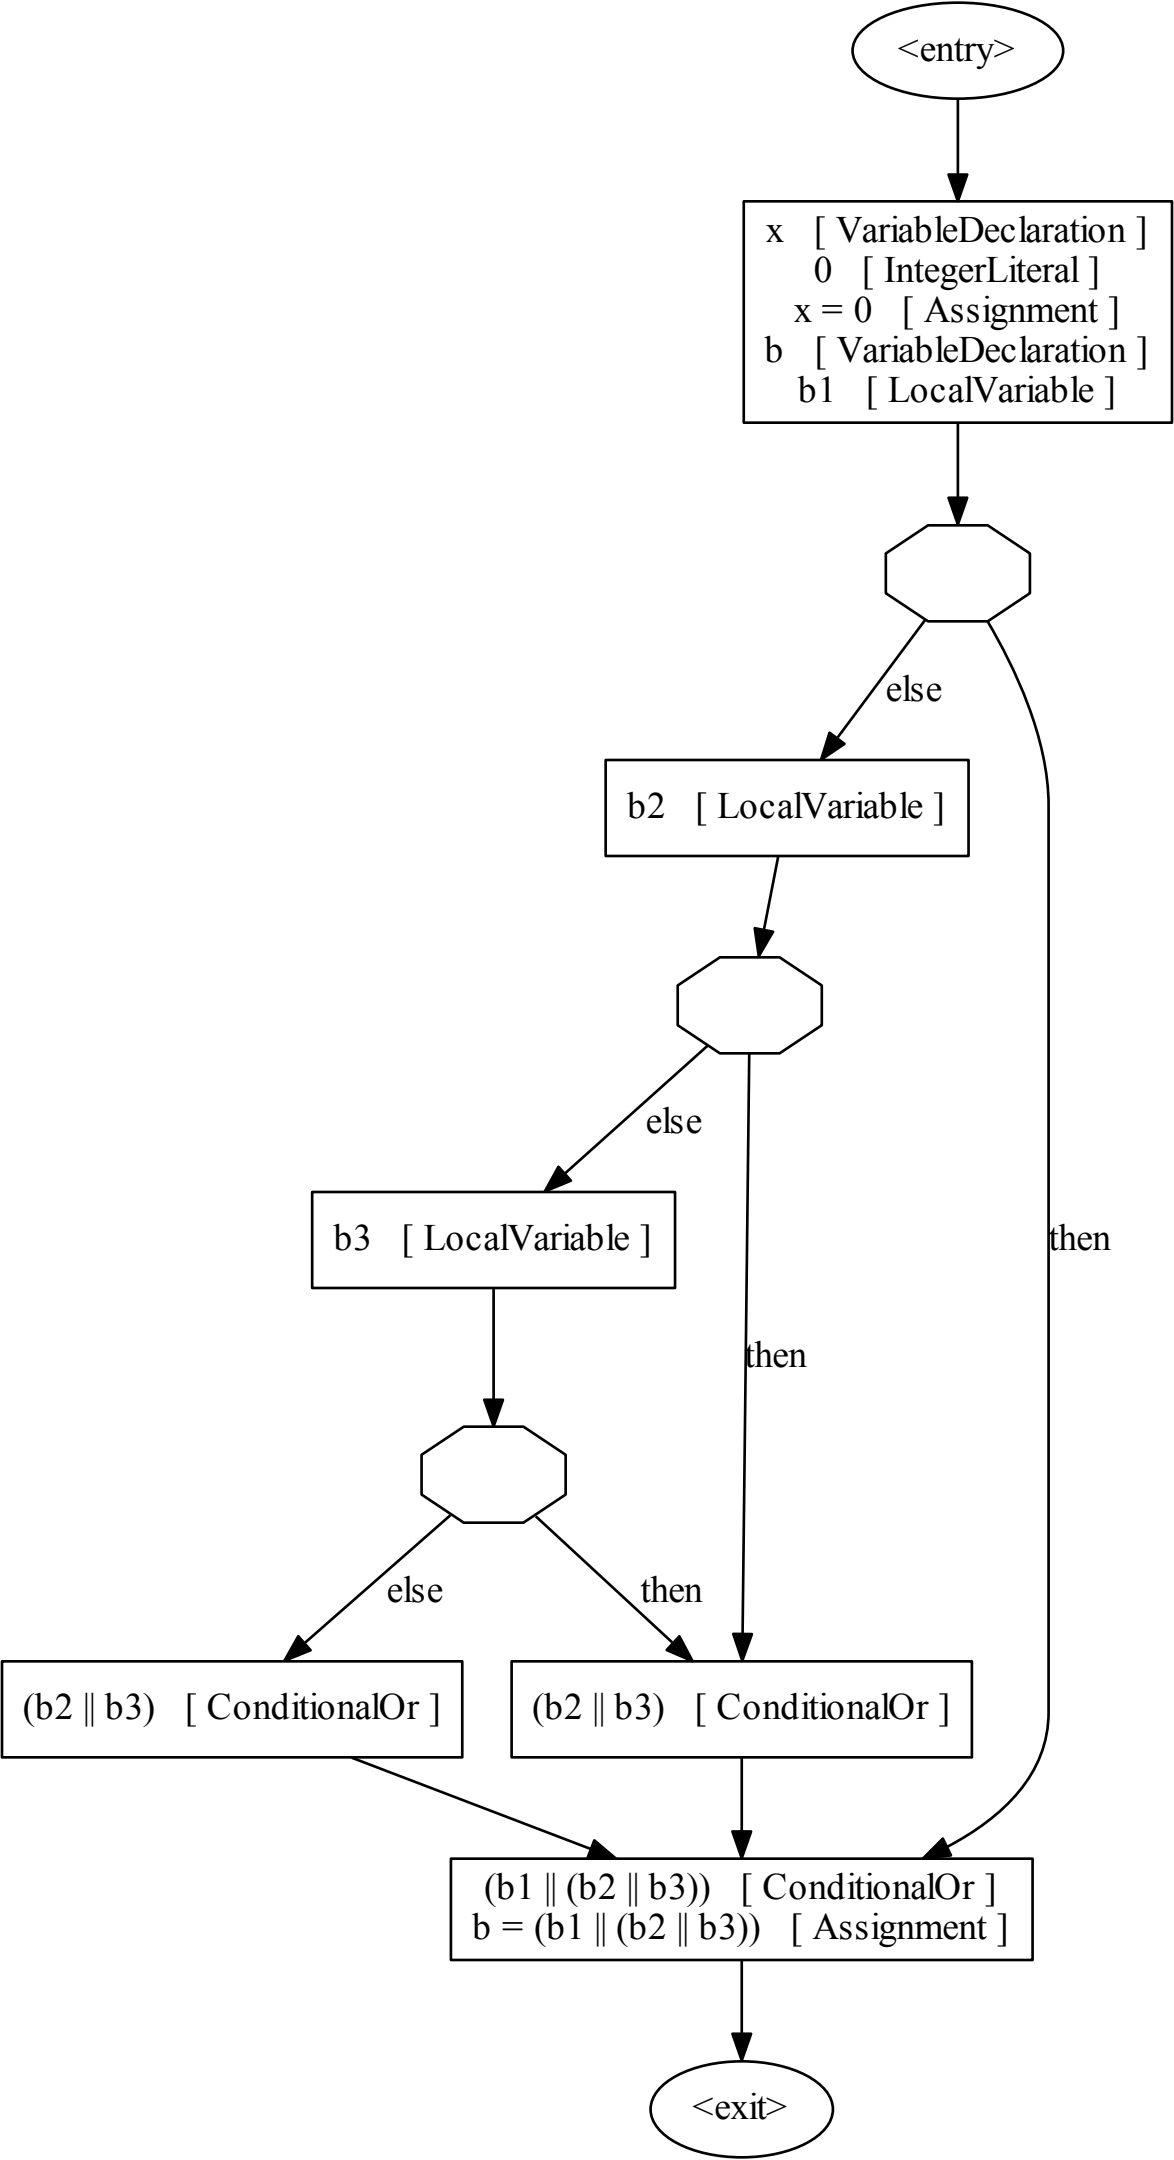 <entry>
x [ VariableDeclaration ]
0 [ IntegerLiteral ]
x = 0 [ Assignment ]
b [ VariableDeclaration ]
b1 [ LocalVariable ]
else
b2 [ LocalVariable ]
else
b3 [ LocalVariable ]
then
then
else
then
(b2 || b3) [ ConditionalOr ]
(b2 || b3) [ ConditionalOr ]
(b1 || (b2 || b3)) [ ConditionalOr ]
b = (b1 || (b2 || b3)) [ Assignment ]
<exit>